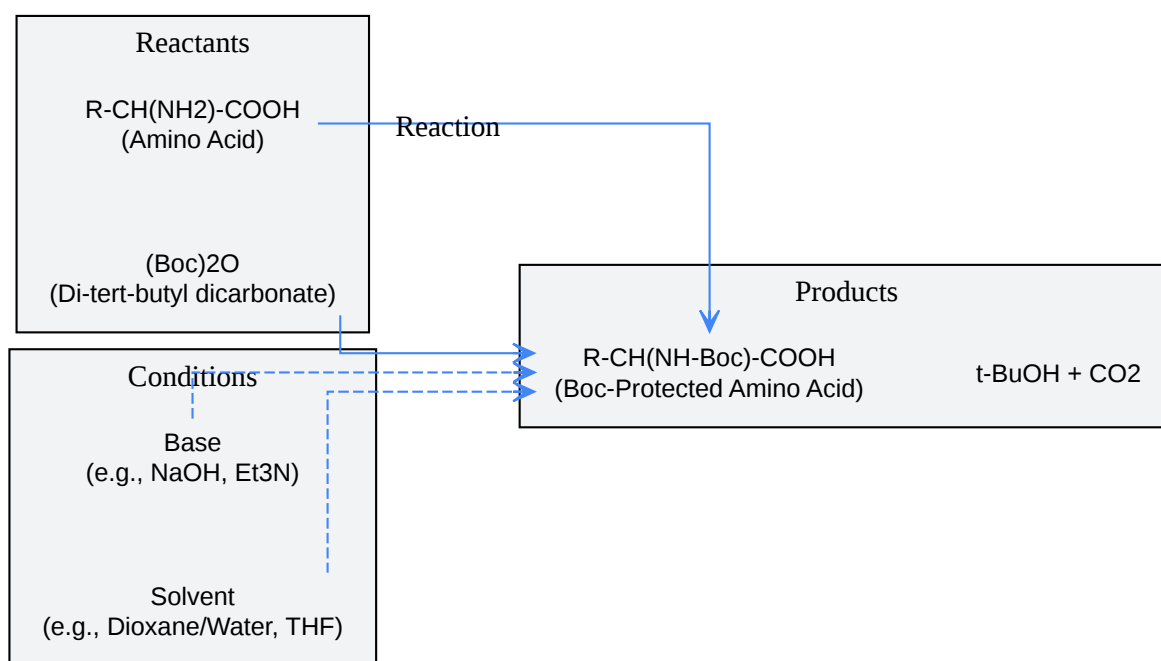 Reactants
R-CH(NH2)-COOH
(Amino Acid)
Reaction
(Boc)2O
(Di-tert-butyl dicarbonate)
Products
R-CH(NH-Boc)-COOH
(Boc-Protected Amino Acid)
t-BuOH + CO2
Conditions
Base
(e.g., NaOH, Et3N)
Solvent
(e.g., Dioxane/Water, THF)